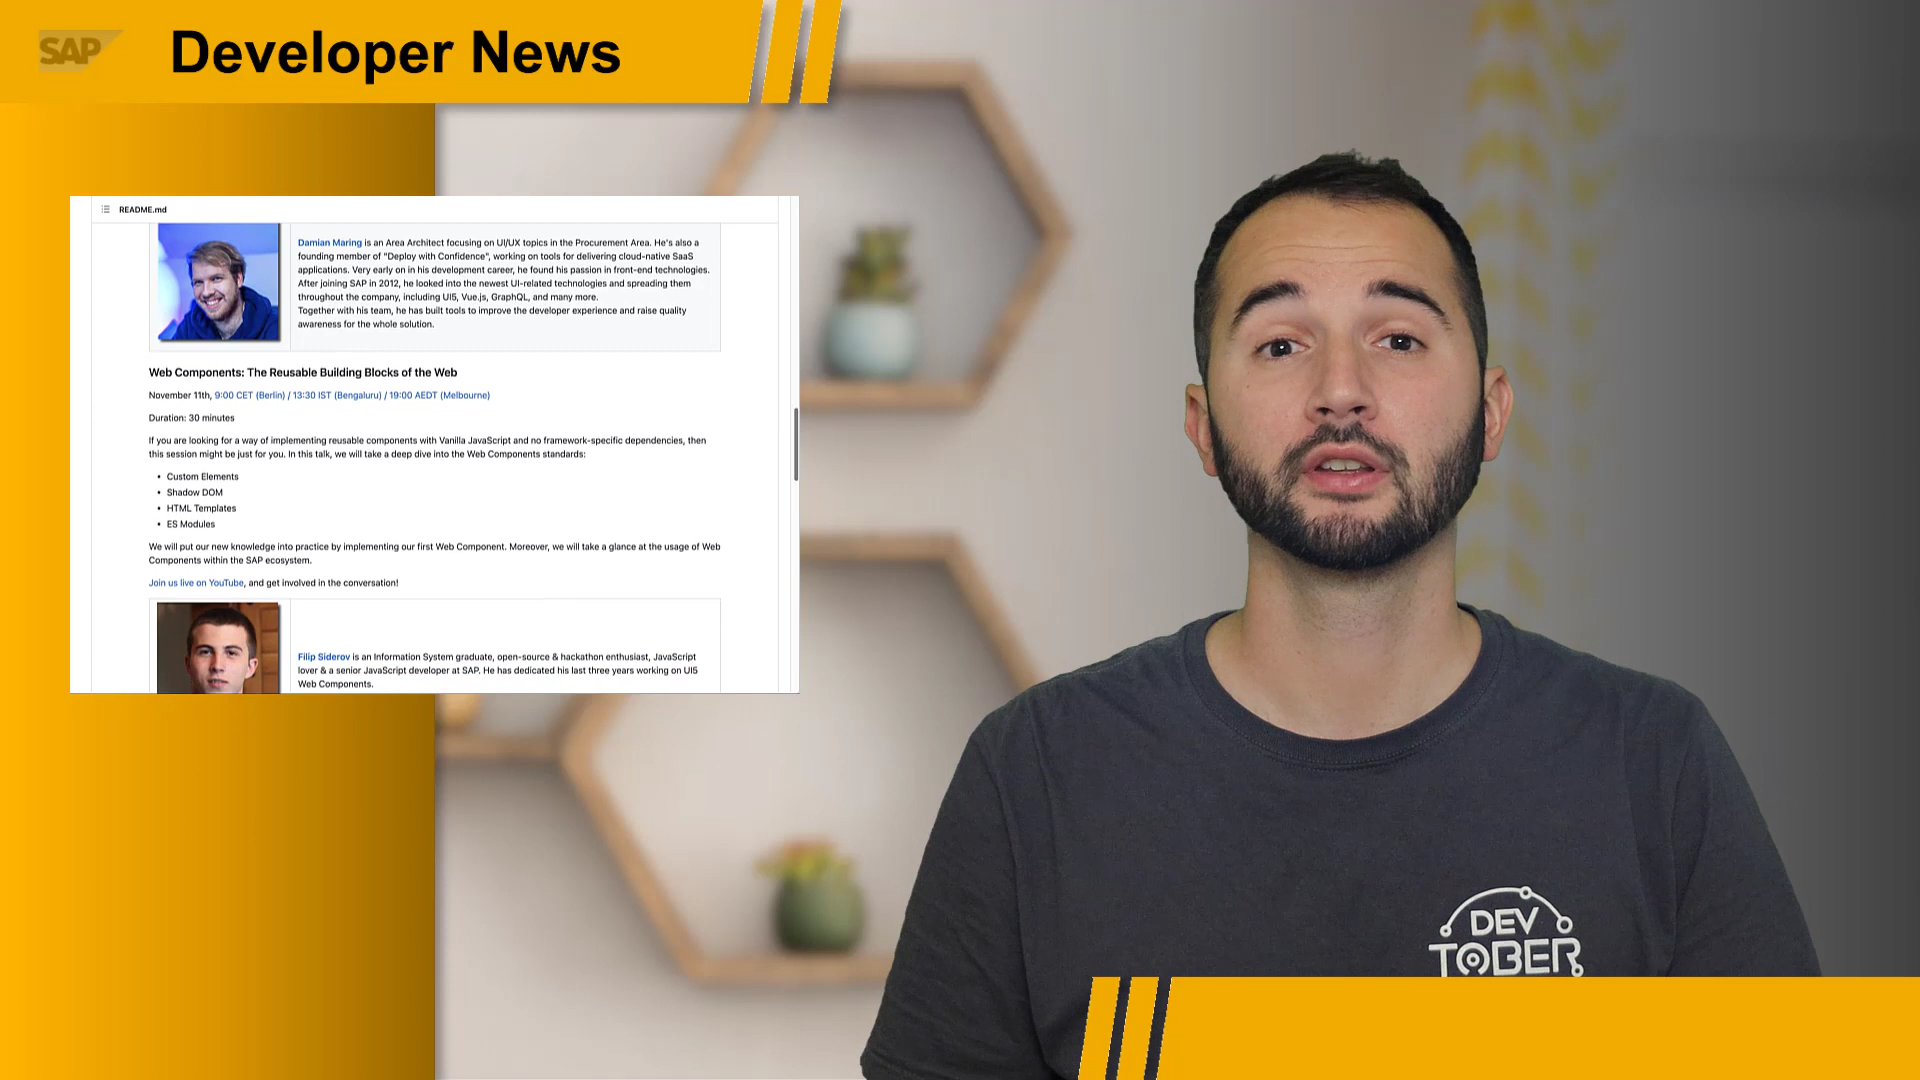 SAP
Developer News
README.md
Damian Maring is an Area Architect focusing on UI/UX topics in the Procurement Area. He's also a
founding member of "Deploy with Confidence", working on tools for delivering cloud-native SaaS
applications. Very early on in his development career, he found his passion in front-end technologies.
After joining SAP in 2012, he looked into the newest UI-related technologies and spreading them
throughout the company, including UI5, Vue.js, GraphQL, and many more.
Together with his team, he has built tools to improve the developer experience and raise quality
awareness for the whole solution.
Web Components: The Reusable Building Blocks of the Web
November 11th, 9:00 CET (Berlin) / 13:30 IST (Bengaluru) / 19:00 AEDT (Melbourne)
Duration: 30 minutes
If you are looking for a way of implementing reusable components with Vanilla JavaScript and no framework-specific dependencies, then
this session might be just for you. In this talk, we will take a deep dive into the Web Components standards:
• Custom Elements
• Shadow DOM
• HTML Templates
• ES Modules
We will put our new knowledge into practice by implementing our first Web Component. Moreover, we will take a glance at the usage of Web
Components within the SAP ecosystem.
Join us live on YouTube, and get involved in the conversation!
Filip Siderov is an Information System graduate, open-source & hackathon enthusiast, JavaScript
lover & a senior JavaScript developer at SAP. He has dedicated his last three years working on UI5
Web Components.
DEV
TOBER